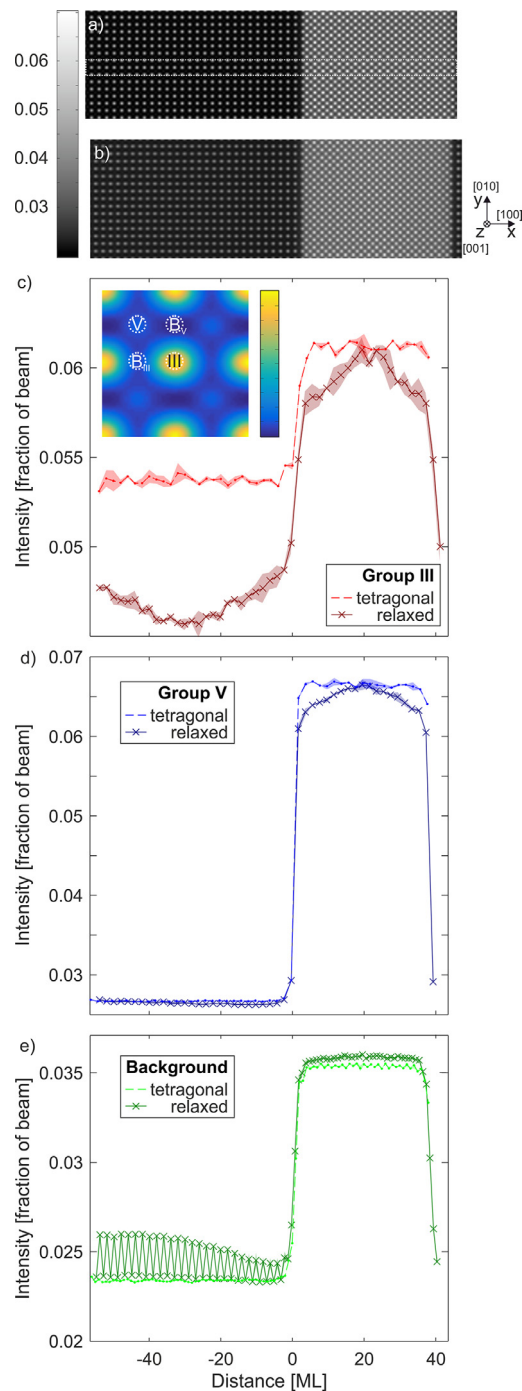 a)
0.06
0.05
0.04
0.03
b)
[010]
y
[100]
z
x
[001]
c)
V
B_V
B_III
III
0.06
0.055
0.05
Intensity [fraction of beam]
Group III
tetragonal
relaxed
d)
0.07
0.06
0.05
0.04
0.03
Intensity [fraction of beam]
Group V
tetragonal
relaxed
e)
0.035
0.03
0.025
0.02
Intensity [fraction of beam]
Background
tetragonal
relaxed
-40
-20
0
20
40
Distance [ML]